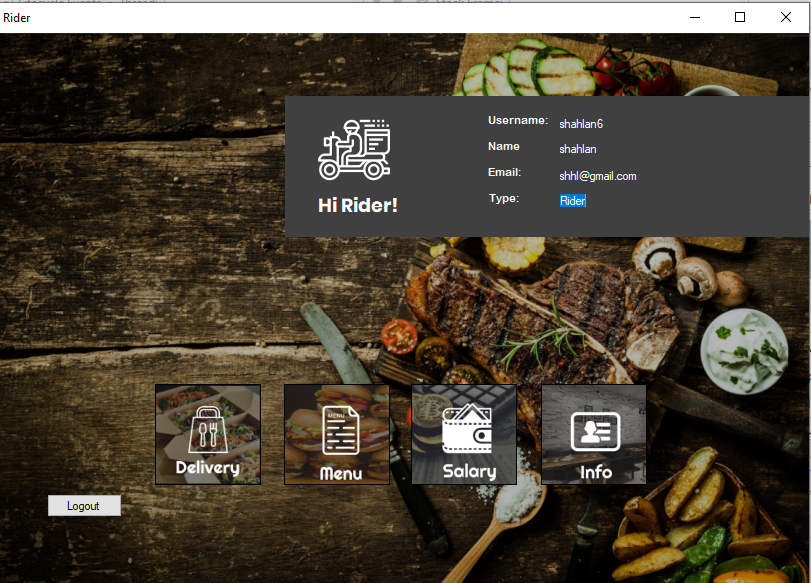 Rider
Username: shahlan6
Name shahlan
Email: shhl@gmail.com
Type: Rider
Hi Rider!
MENU
Delivery
Menu
Salary
Info
Logout